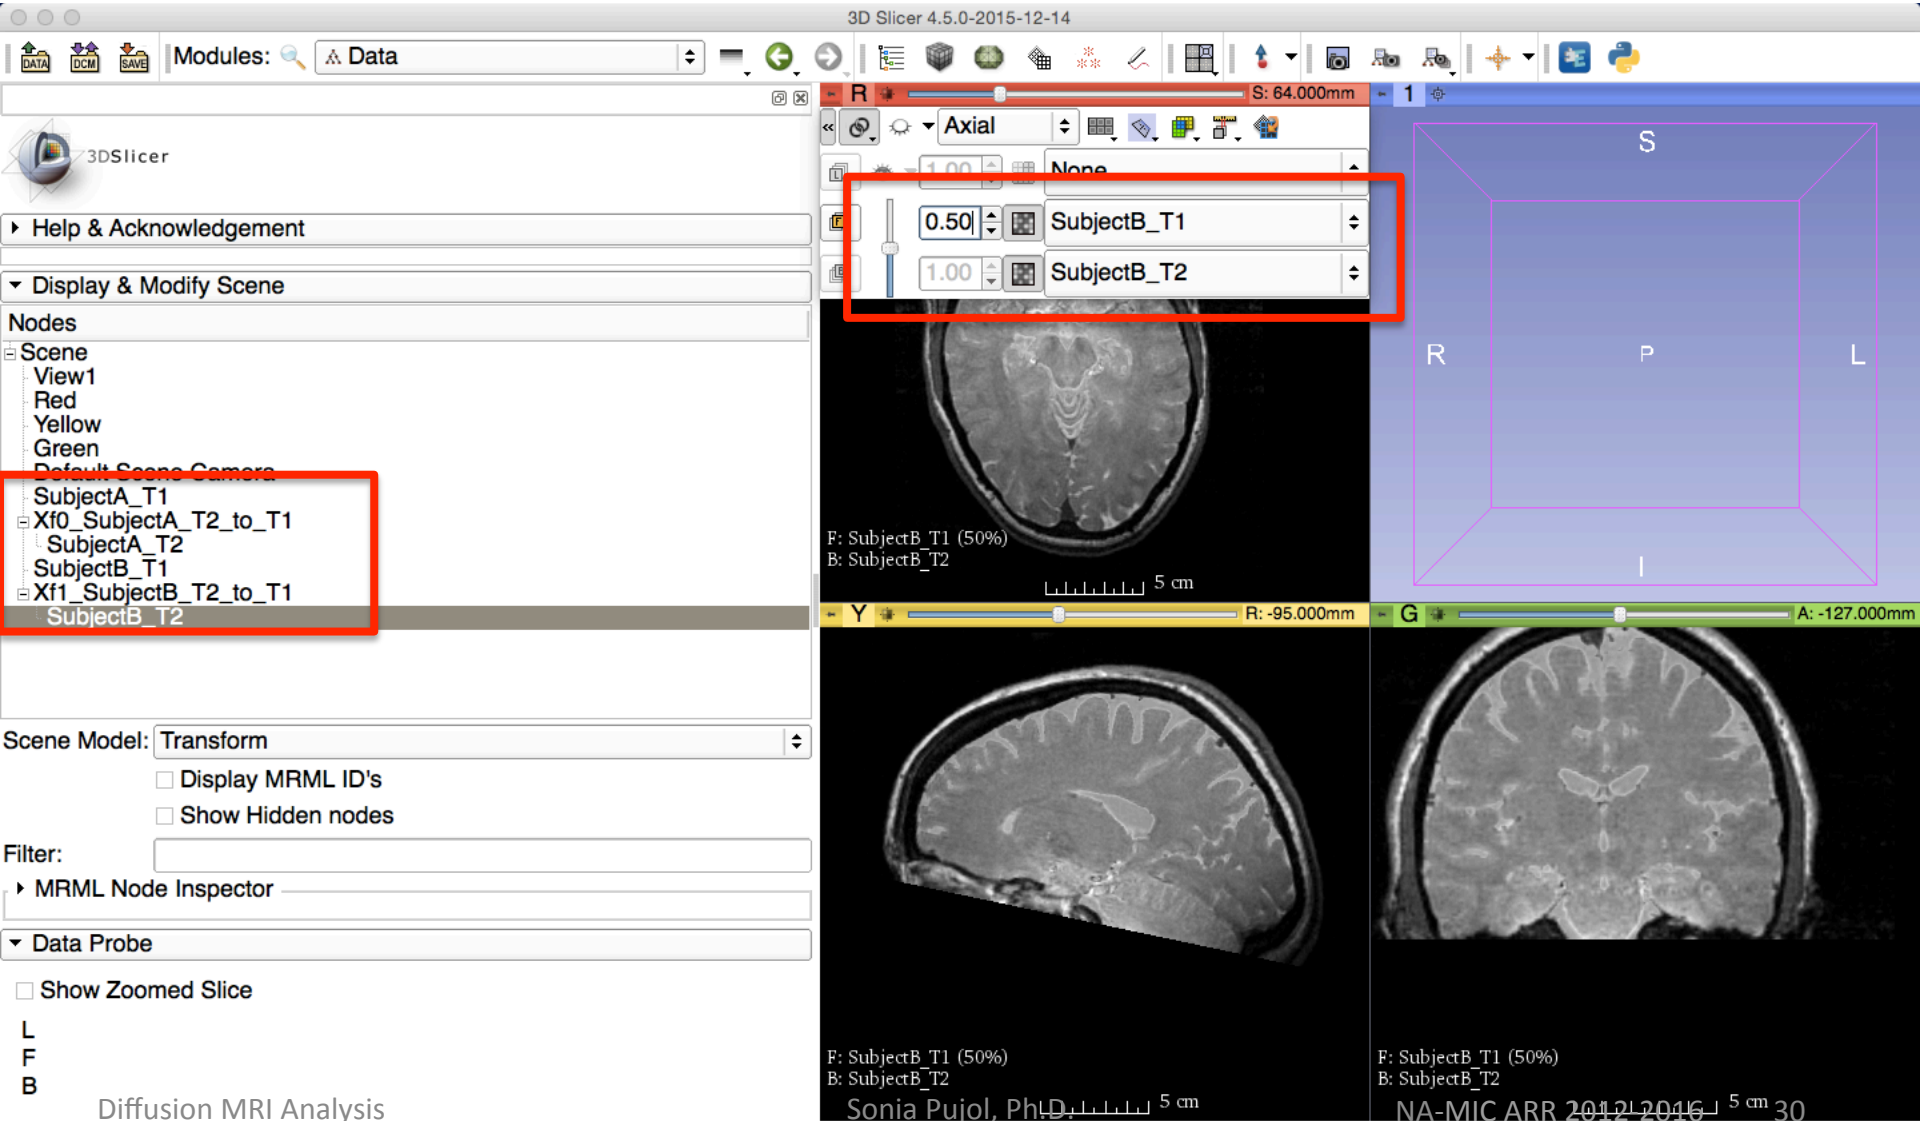 3D Slicer 4.5.0-2015-12-14
DATA DCM SAVE Modules: Data
3DSlicer
Help & Acknowledgement
Display & Modify Scene
Nodes
Scene
View1
Red
Yellow
Green
Default Scene Camera
SubjectA_T1
Xf0_SubjectA_T2_to_T1
SubjectA_T2
SubjectB_T1
Xf1_SubjectB_T2_to_T1
SubjectB_T2
Scene Model: Transform
Display MRML ID's
Show Hidden nodes
Filter:
MRML Node Inspector
Data Probe
Show Zoomed Slice
L
F
B
R S: 64.000mm
Axial
L 1.00 None
F 0.50 SubjectB_T1
1.00 SubjectB_T2
F: SubjectB_T1 (50%)
B: SubjectB_T2
5 cm
1
S
R P L
I
Y R: -95.000mm
F: SubjectB_T1 (50%)
B: SubjectB_T2
5 cm
G A: -127.000mm
F: SubjectB_T1 (50%)
B: SubjectB_T2
5 cm
Diffusion MRI Analysis
Sonia Pujol, Ph.D.
NA-MIC ARR 2012-2016
30